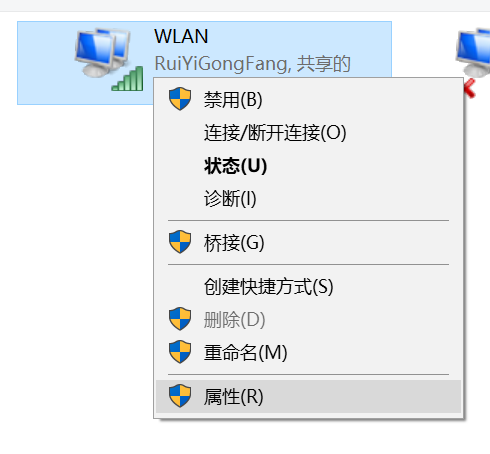 WLAN
RuiYiGongFang, 共享的
禁用(B)
连接/断开连接(O)
状态(U)
诊断(I)
桥接(G)
创建快捷方式(S)
删除(D)
重命名(M)
属性(R)